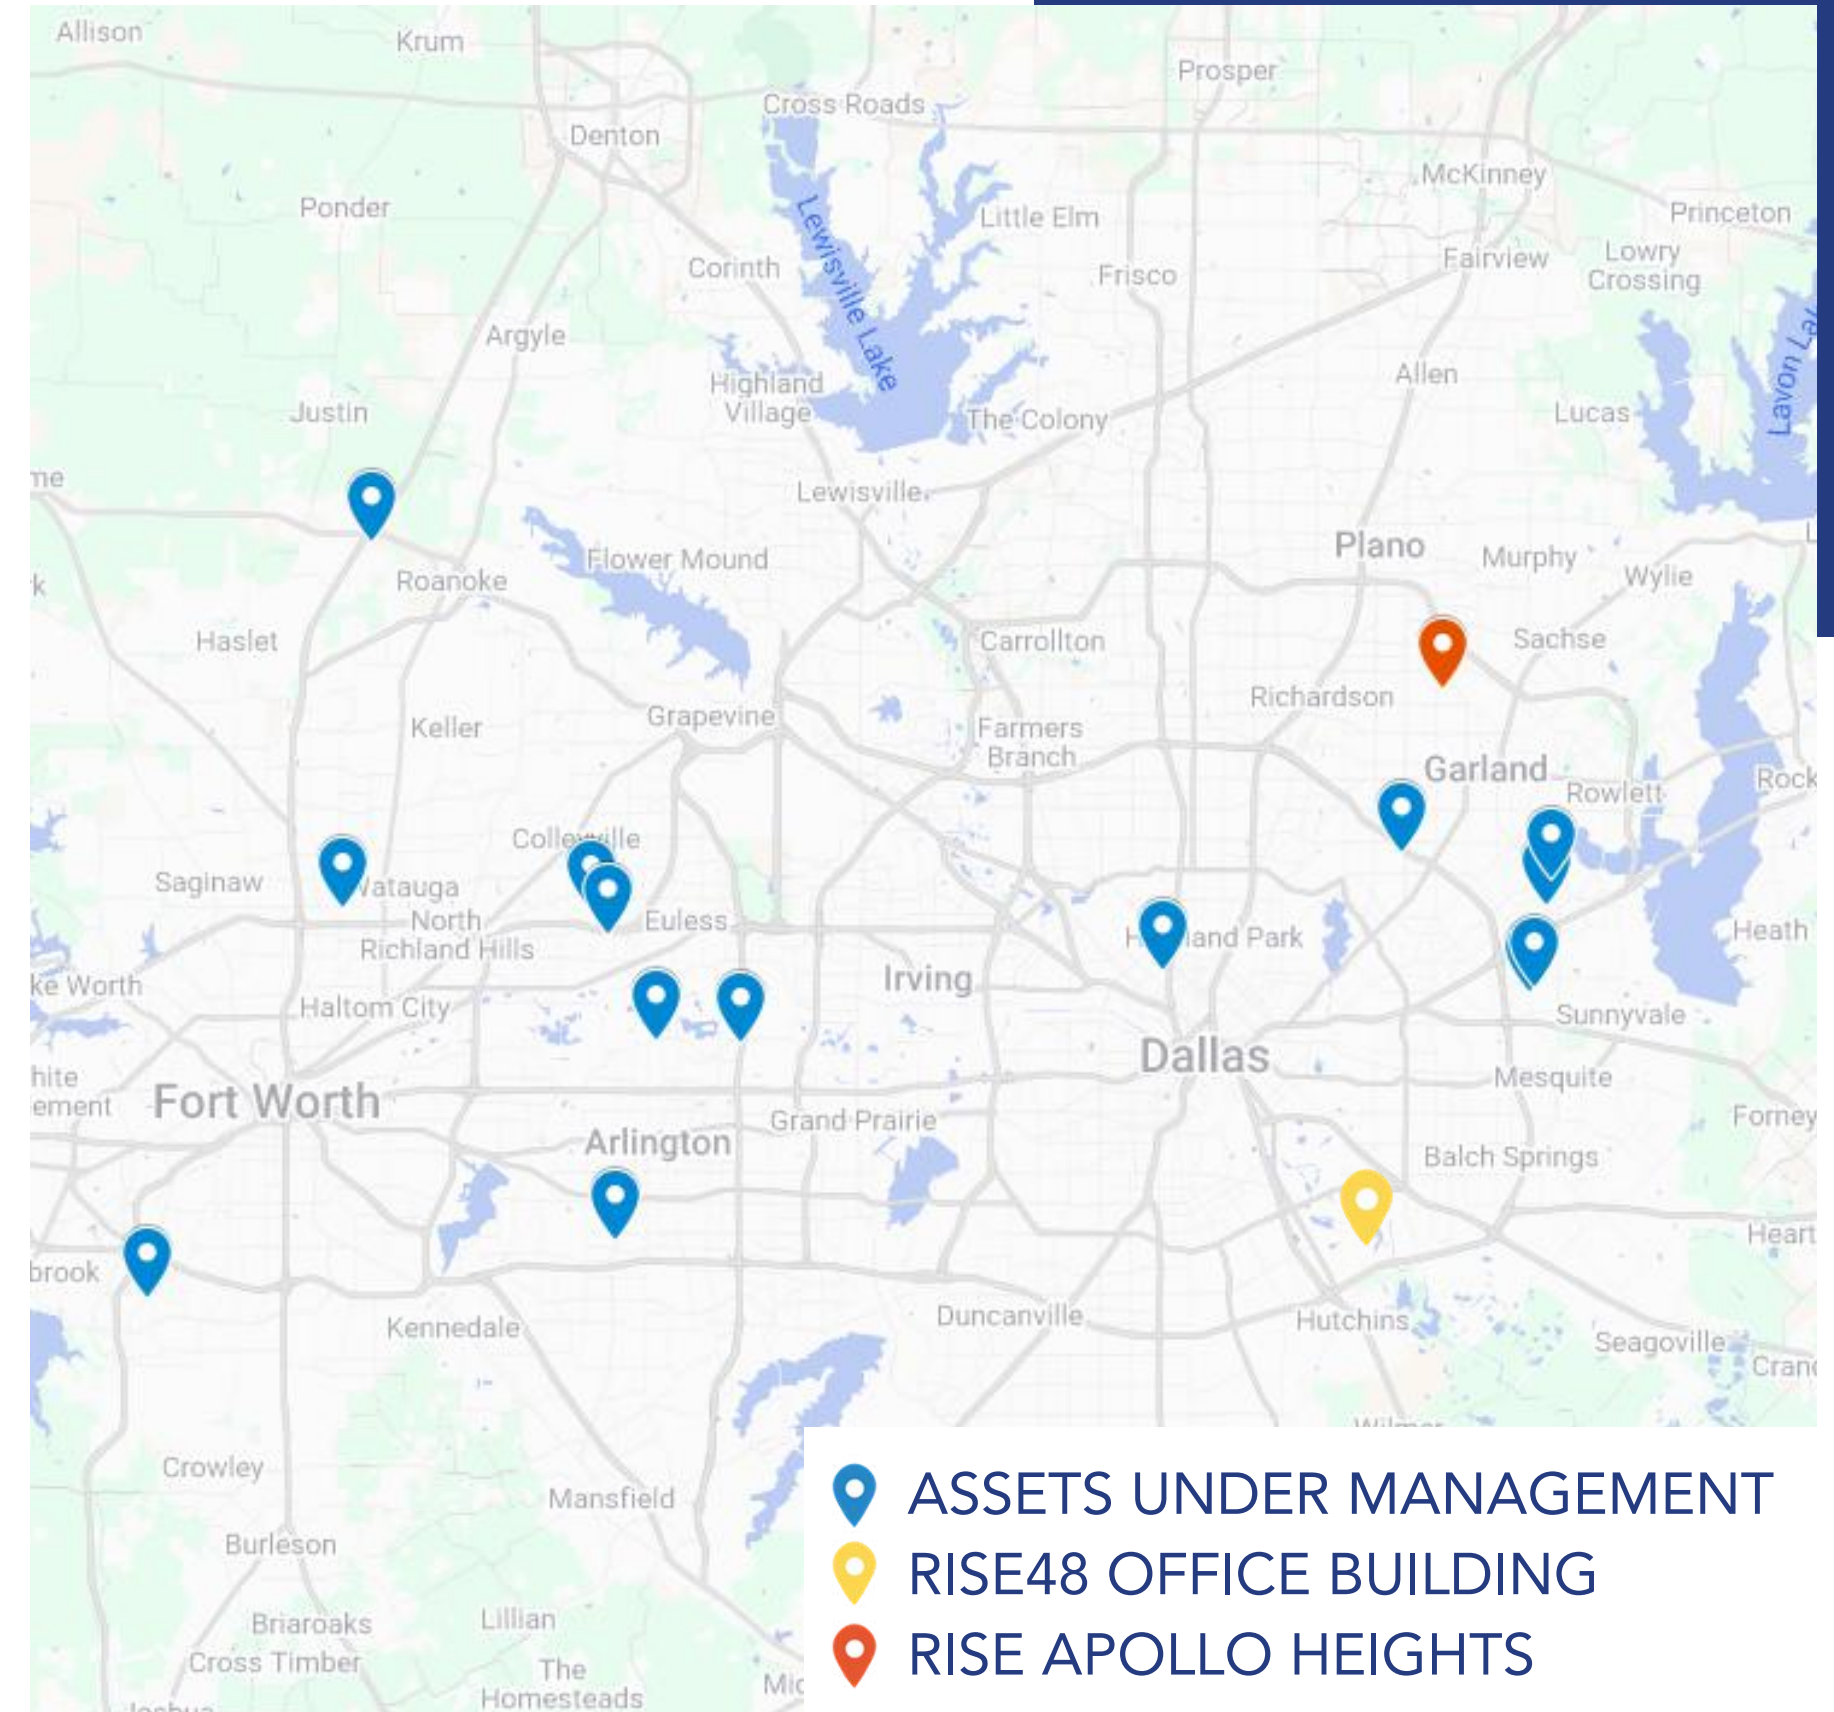 Allison
Krum
Prosper
Cross Roads
Denton
McKinney
Ponder
Princeton
Little Elm
Lewisville Lake
Corinth
Frisco
Fairview
Lowry
Crossing
Argyle
Allen
Highland
Village
Justin
The Colony
Lucas
Lavon
Lewisville
Plano
Flower Mound
Murphy
Wylie
Roanoke
Haslet
Carrollton
Sachse
Richardson
Grapevine
Keller
Farmers
Branch
Garland
Rowlett
Colleyville
Saginaw
North
Richland Hills
Euless
Heath
Irving
Haltom City
Sunnyvale
Dallas
Mesquite
Fort Worth
Grand Prairie
Forney
Arlington
Balch Springs
Duncanville
Hutchins
Kennedale
Seagoville
Crowley
Mansfield
Burleson
Briaroaks
Lillian
Cross Timber
The
Homesteads
ASSETS UNDER MANAGEMENT
RISE48 OFFICE BUILDING
RISE APOLLO HEIGHTS